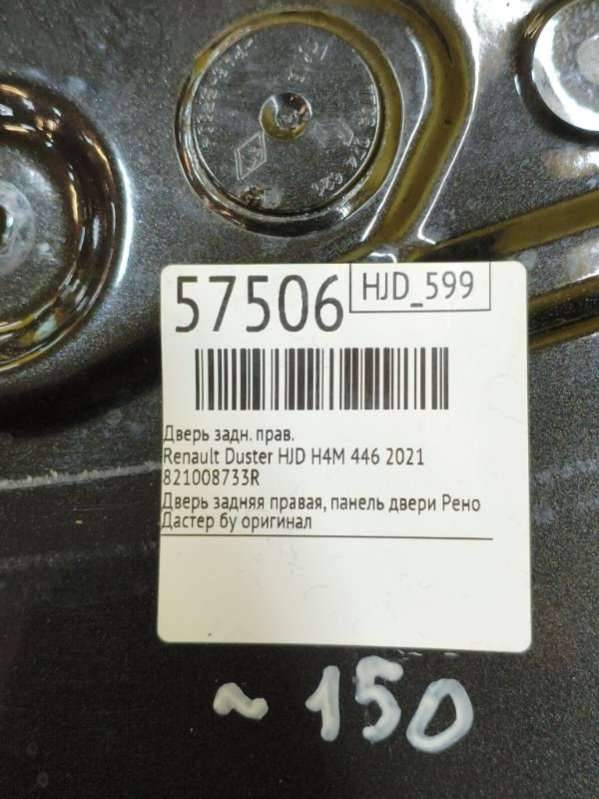 57506
HJD_599
Дверь задн. прав.
Renault Duster HJD H4M 446 2021
821008733R
Дверь задняя правая, панель двери Рено
Дастер бу оригинал
~ 150